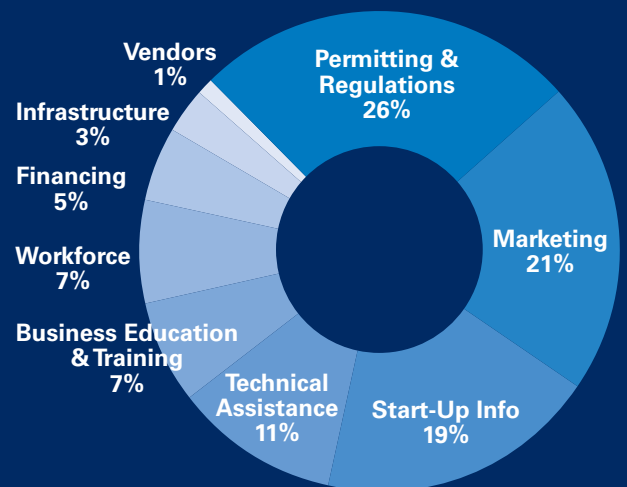 Permitting &
Regulations
26%
Marketing
21%
Start-Up Info
19%
Technical
Assistance
11%
Business Education
& Training
7%
Workforce
7%
Financing
5%
Infrastructure
3%
Vendors
1%